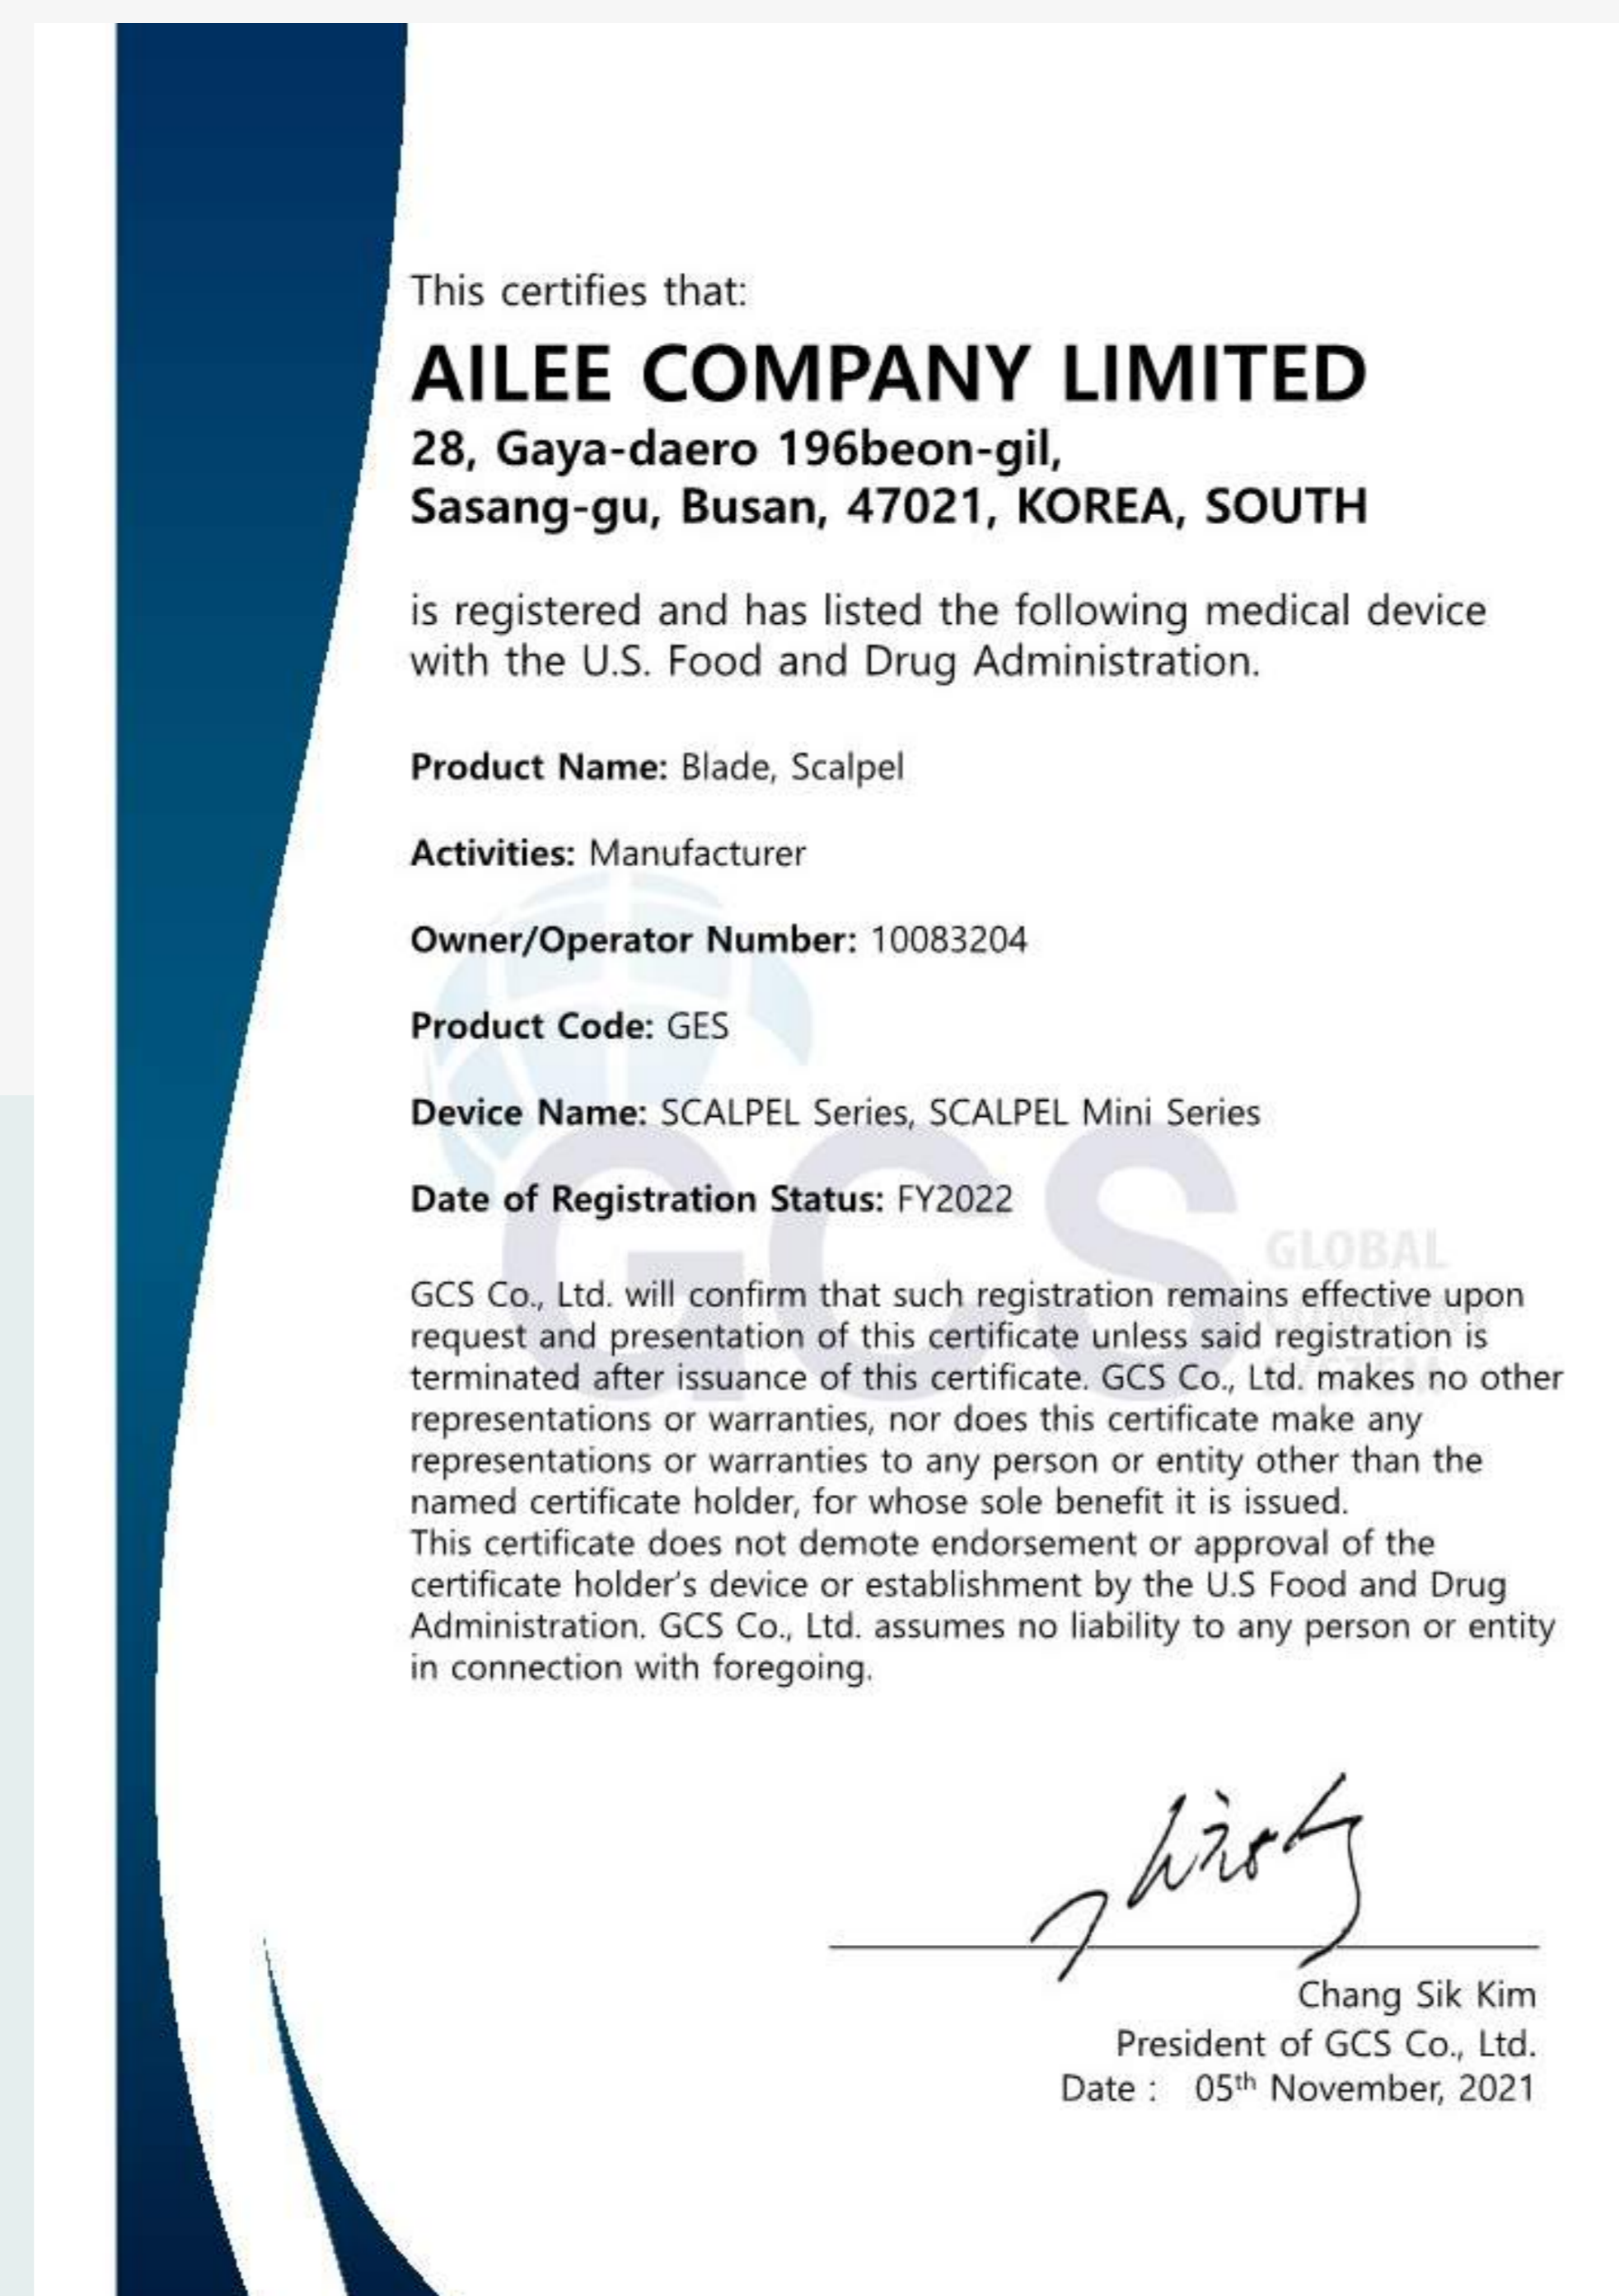 This certifies that:
AILEE COMPANY LIMITED
28, Gaya-daero 196beon-gil,
Sasang-gu, Busan, 47021, KOREA, SOUTH
is registered and has listed the following medical device
with the U.S. Food and Drug Administration.
Product Name: Blade, Scalpel
Activities: Manufacturer
Owner/Operator Number: 10083204
Product Code: GES
Device Name: SCALPEL Series, SCALPEL Mini Series
Date of Registration Status: FY2022
GCS
GLOBAL
SYSTEM
GCS Co., Ltd. will confirm that such registration remains effective upon
request and presentation of this certificate unless said registration is
terminated after issuance of this certificate. GCS Co., Ltd. makes no other
representations or warranties, nor does this certificate make any
representations or warranties to any person or entity other than the
named certificate holder, for whose sole benefit it is issued.
This certificate does not demote endorsement or approval of the
certificate holder's device or establishment by the U.S Food and Drug
Administration. GCS Co., Ltd. assumes no liability to any person or entity
in connection with foregoing.
Chang Sik Kim
President of GCS Co., Ltd.
Date : 05th November, 2021